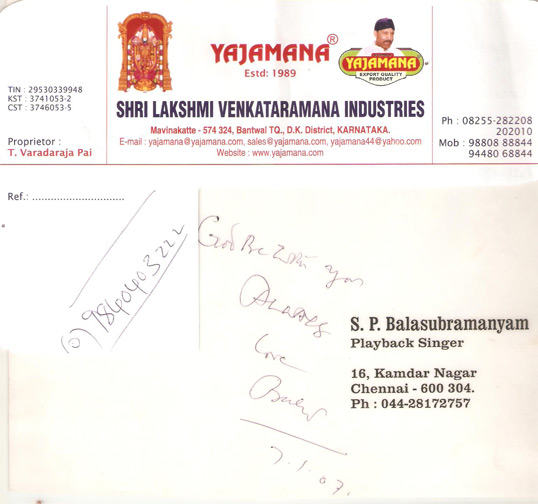 YAJAMANA®
Estd: 1989
YAJAMANA
EXPORT QUALITY
PRODUCT
TIN : 29530339948
KST : 3741053-2
CST : 3746053-5
Proprietor :
T. Varadaraja Pai
SHRI LAKSHMI VENKATARAMANA INDUSTRIES
Mavinakatte - 574 324, Bantwal TQ., D.K. District, KARNATAKA.
E-mail : yajamana@yajamana.com, sales@yajamana.com, yajamana44@yahoo.com
Website : www.yajamana.com
Ph : 08255-282208
202010
Mob : 98808 88844
94480 68844
Ref.: ..............................
(0) 9840403222
God Be With you
Always
love
7.1.07.
S. P. Balasubramanyam
Playback Singer
16, Kamdar Nagar
Chennai - 600 304.
Ph : 044-28172757